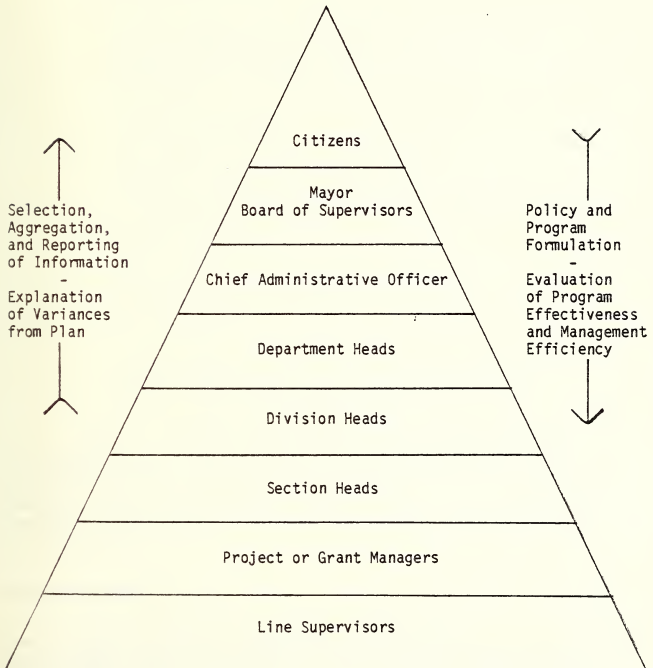 Citizens
Mayor
Board of Supervisors
Chief Administrative Officer
Department Heads
Division Heads
Section Heads
Project or Grant Managers
Line Supervisors
Selection,
Aggregation,
and Reporting
of Information
-
Explanation
of Variances
from Plan
Policy and
Program
Formulation
-
Evaluation
of Program
Effectiveness
and Management
Efficiency